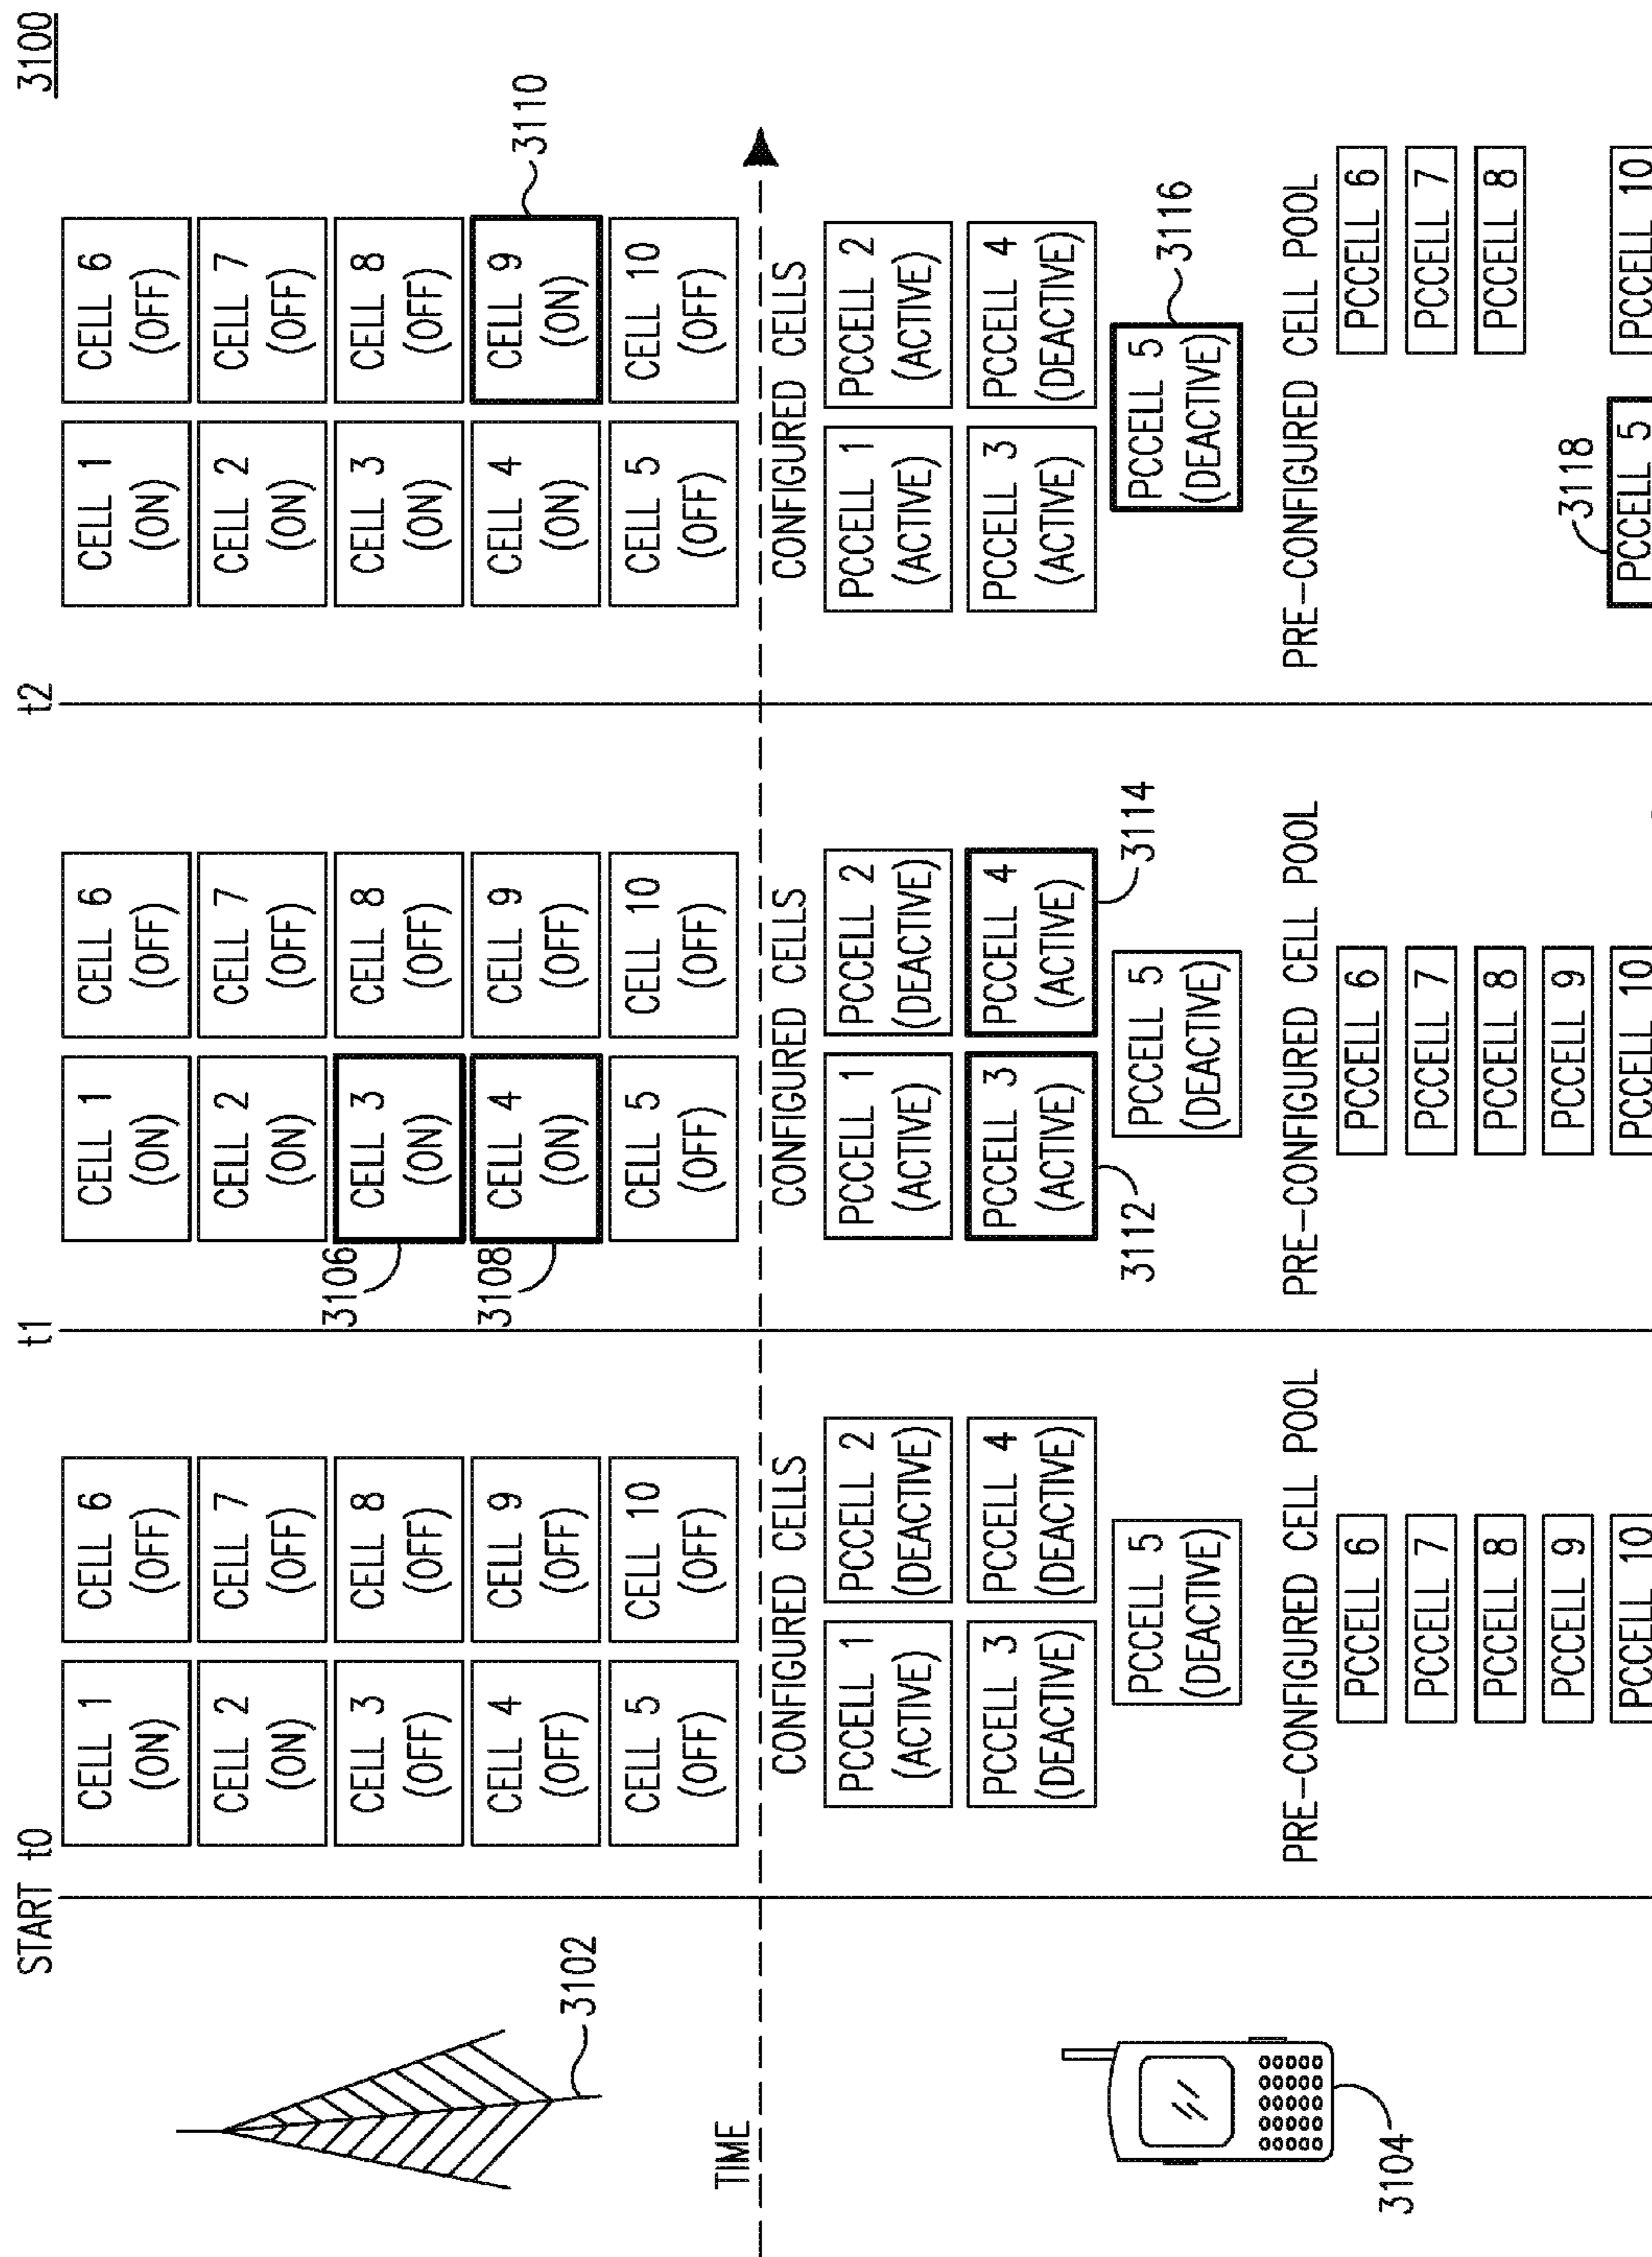 3100
START t0
t1
t2
CELL 1
(ON)
CELL 6
(OFF)
CELL 2
(ON)
CELL 7
(OFF)
CELL 3
(OFF)
CELL 8
(OFF)
CELL 4
(OFF)
CELL 9
(OFF)
CELL 5
(OFF)
CELL 10
(OFF)
CELL 1
(ON)
CELL 6
(OFF)
CELL 2
(ON)
CELL 7
(OFF)
CELL 3
(ON)
CELL 8
(OFF)
CELL 4
(ON)
CELL 9
(OFF)
CELL 5
(OFF)
CELL 10
(OFF)
3106
3108
CELL 1
(ON)
CELL 6
(OFF)
CELL 2
(ON)
CELL 7
(OFF)
CELL 3
(ON)
CELL 8
(OFF)
CELL 4
(ON)
CELL 9
(ON)
CELL 5
(OFF)
CELL 10
(OFF)
3110
3102
TIME
3104
CONFIGURED CELLS
PCCELL 1
(ACTIVE)
PCCELL 2
(DEACTIVE)
PCCELL 3
(DEACTIVE)
PCCELL 4
(DEACTIVE)
PCCELL 5
(DEACTIVE)
PRE-CONFIGURED CELL POOL
PCCELL 6
PCCELL 7
PCCELL 8
PCCELL 9
PCCELL 10
CONFIGURED CELLS
PCCELL 1
(ACTIVE)
PCCELL 2
(DEACTIVE)
PCCELL 3
(ACTIVE)
PCCELL 4
(ACTIVE)
3112
3114
PCCELL 5
(DEACTIVE)
PRE-CONFIGURED CELL POOL
PCCELL 6
PCCELL 7
PCCELL 8
PCCELL 9
PCCELL 10
CONFIGURED CELLS
PCCELL 1
(ACTIVE)
PCCELL 2
(ACTIVE)
PCCELL 3
(ACTIVE)
PCCELL 4
(DEACTIVE)
PCCELL 5
(DEACTIVE)
3116
PRE-CONFIGURED CELL POOL
PCCELL 6
PCCELL 7
PCCELL 8
3118
PCCELL 5
PCCELL 10